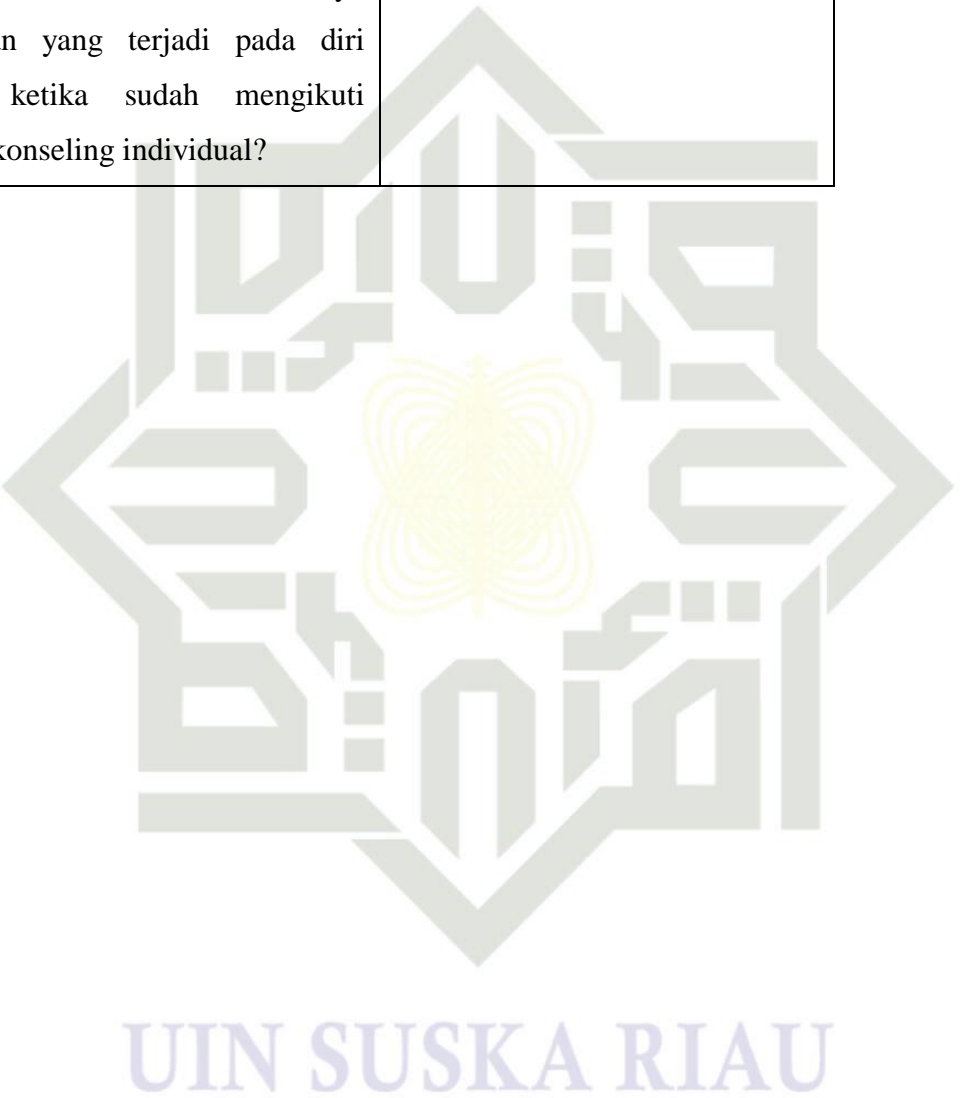 yang terjadi pada diri
ketika sudah mengikuti
konseling individual?
UIN SUSKA RIAU